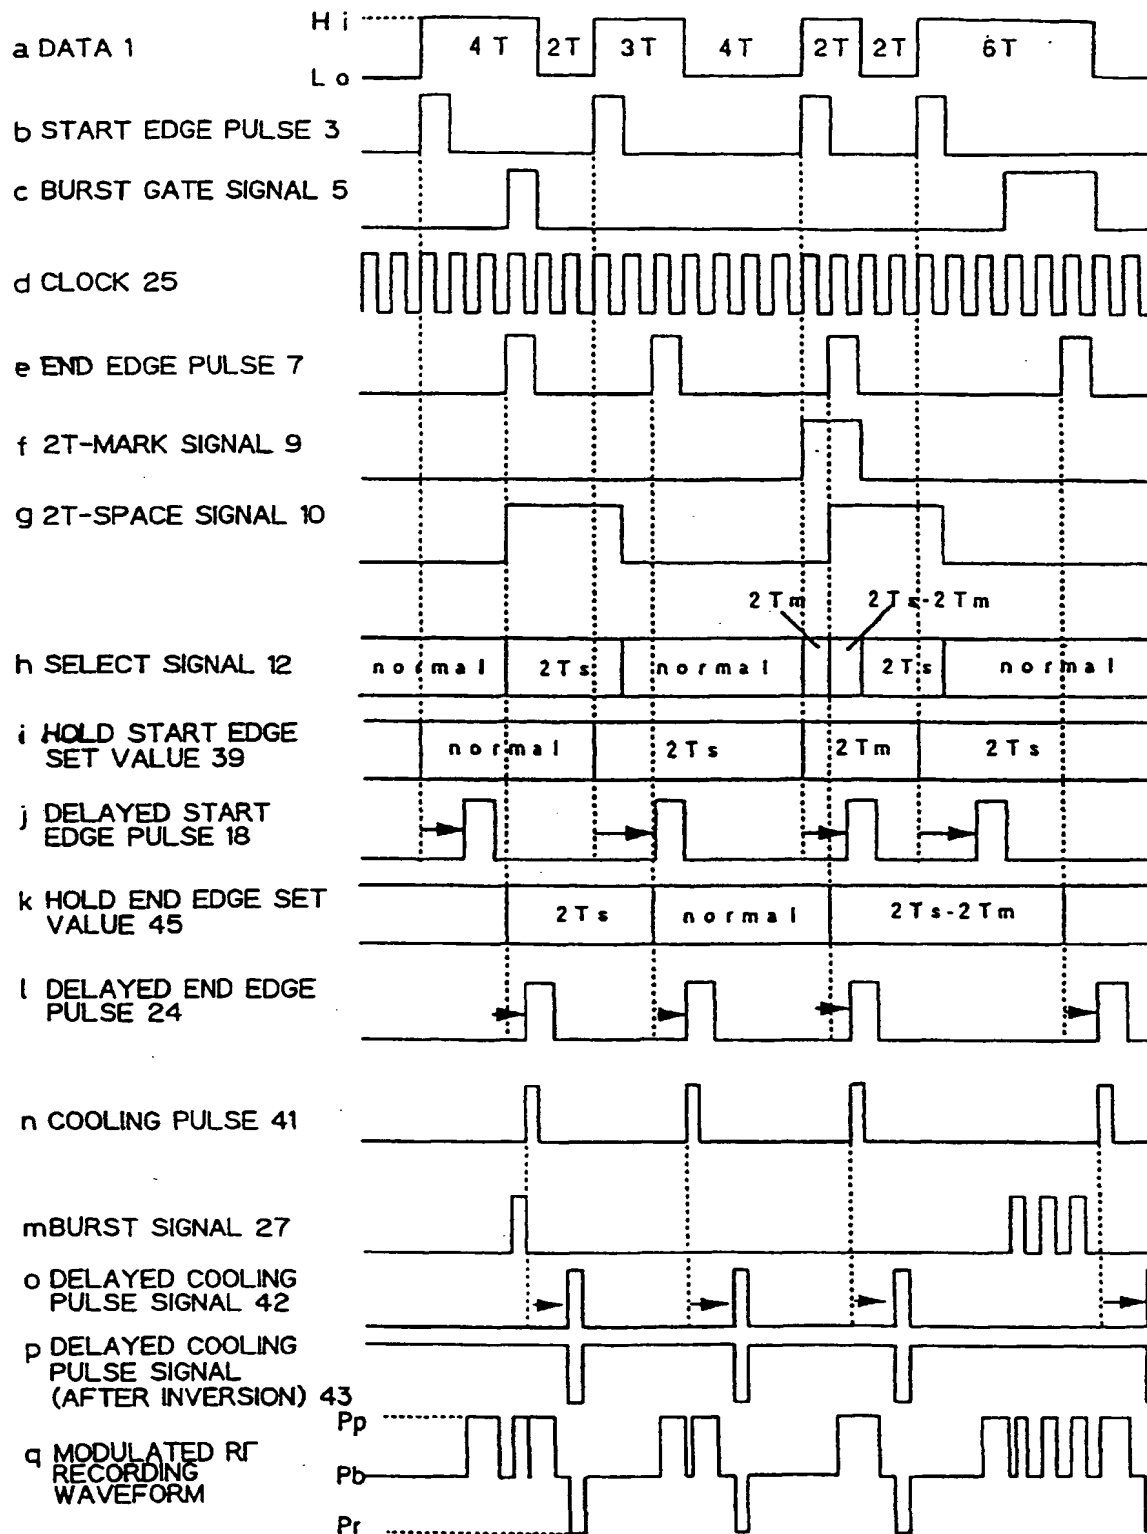 Hi
a DATA 1
4T 2T 3T 4T 2T 2T 6T
Lo
b START EDGE PULSE 3
c BURST GATE SIGNAL 5
d CLOCK 25
e END EDGE PULSE 7
f 2T-MARK SIGNAL 9
g 2T-SPACE SIGNAL 10
2Tm 2Ts-2Tm
h SELECT SIGNAL 12
normal 2Ts normal 2Ts normal
i HOLD START EDGE
SET VALUE 39
normal 2Ts 2Tm 2Ts
j DELAYED START
EDGE PULSE 18
k HOLD END EDGE SET
VALUE 45
2Ts normal 2Ts-2Tm
l DELAYED END EDGE
PULSE 24
n COOLING PULSE 41
m BURST SIGNAL 27
o DELAYED COOLING
PULSE SIGNAL 42
p DELAYED COOLING
PULSE SIGNAL
(AFTER INVERSION) 43
Pp
q MODULATED
RECORDING
WAVEFORM
Pb
Pr